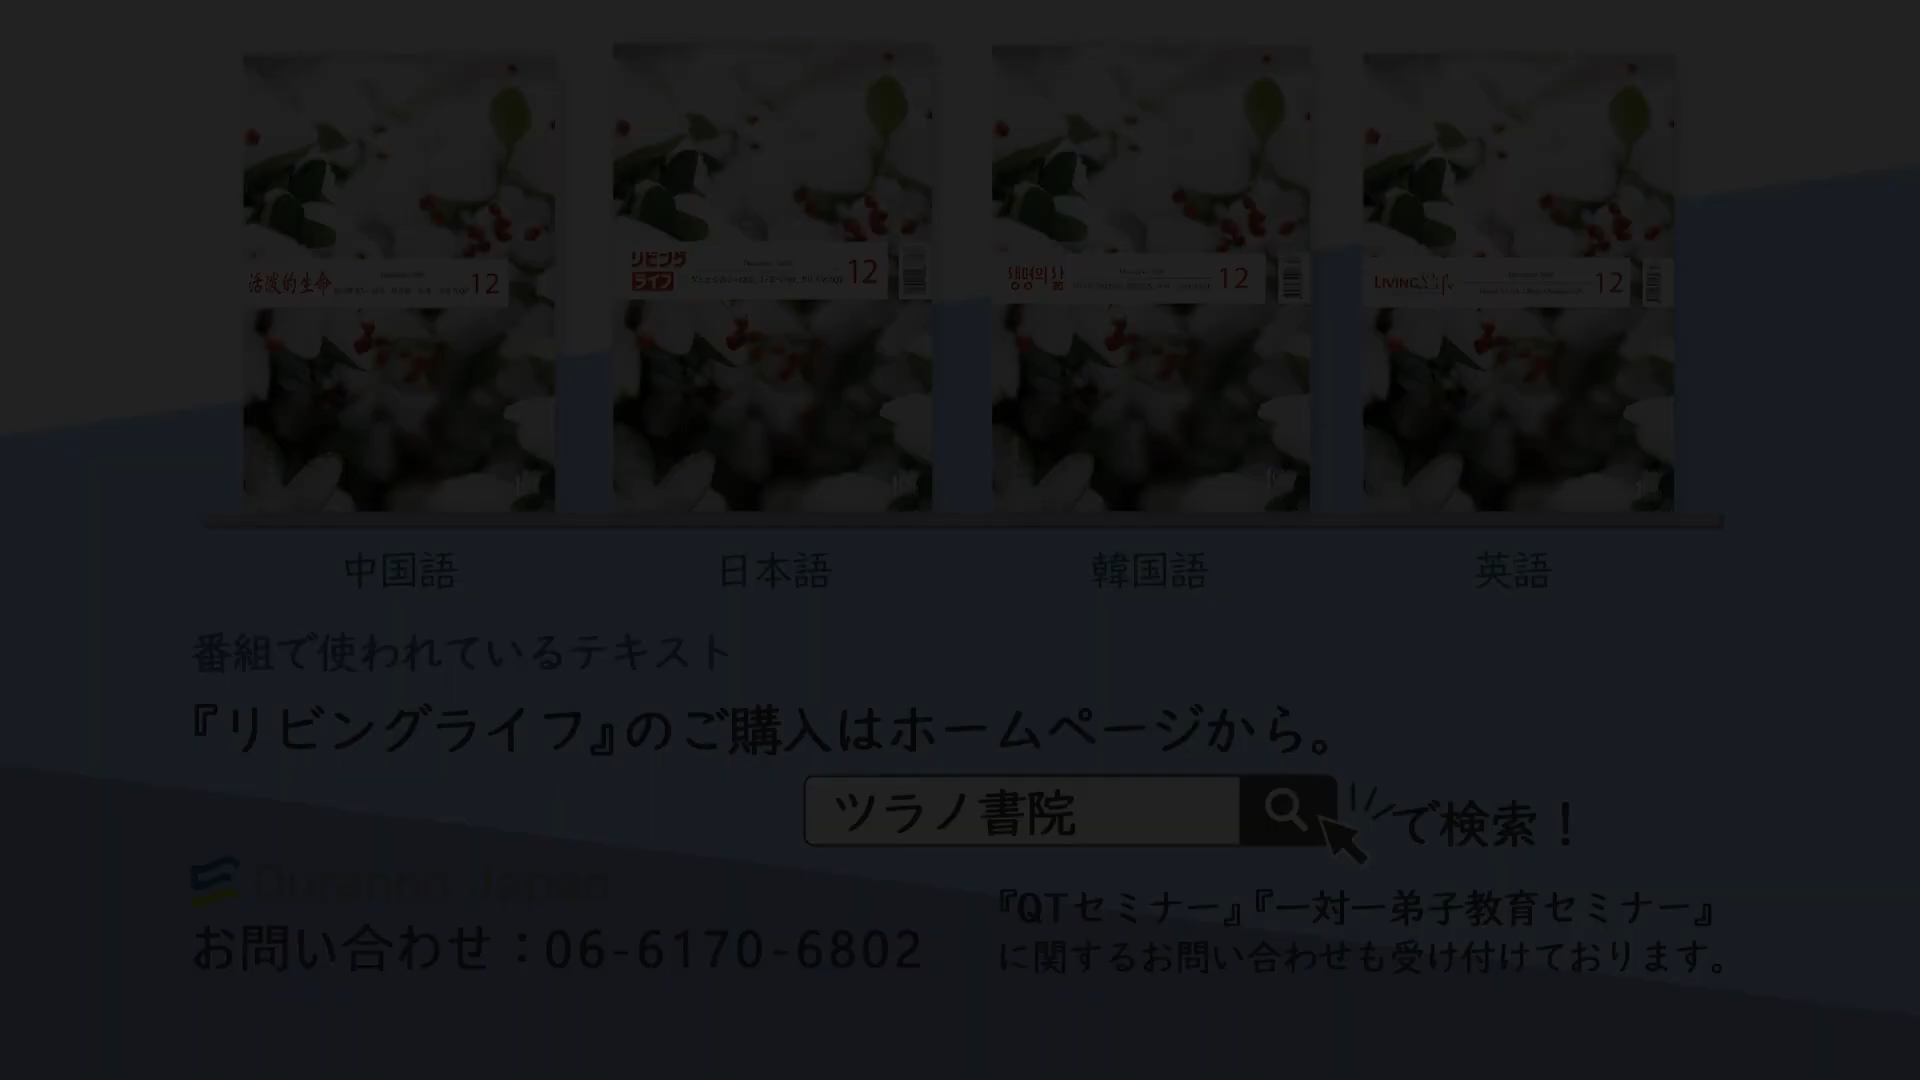 活潑的生命
12
リビング
ライフ
12
생명의 삶
12
LIVING Life
12
中国語
日本語
韓国語
英語
番組で使われているテキスト
『リビングライフ』のご購入はホームページから。
ツラノ書院
で検索！
Duranno Japan
お問い合わせ：06-6170-6802
『QTセミナー』『一対一弟子教育セミナー』
に関するお問い合わせも受け付けております。